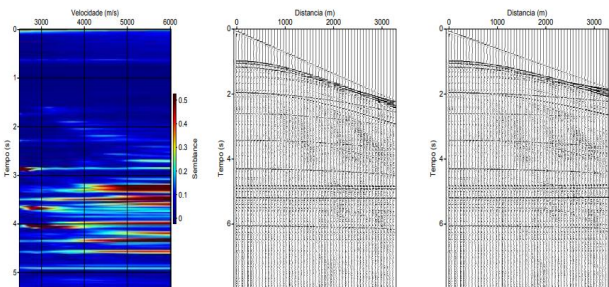 Velocidade (m/s)
3000 4000 5000 6000
Tempo (s)
0
1
2
3
4
5
Semblance
0.5
0.4
0.3
0.2
0.1
0
Distancia (m)
0 1000 2000 3000
Tempo (s)
0
2
4
6
Distancia (m)
0 1000 2000 3000
Tempo (s)
0
2
4
6